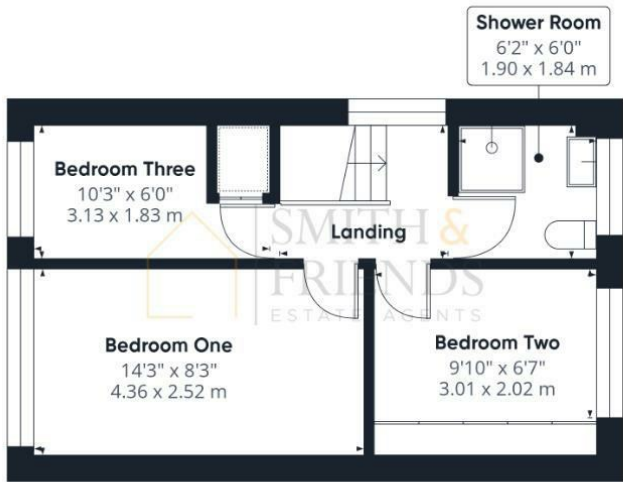 Shower Room
6'2" x 6'0"
1.90 x 1.84 m
Bedroom Three
10'3" x 6'0"
3.13 x 1.83 m
Landing
SMITH &
FRIENDS
ESTATE AGENTS
Bedroom One
14'3" x 8'3"
4.36 x 2.52 m
Bedroom Two
9'10" x 6'7"
3.01 x 2.02 m